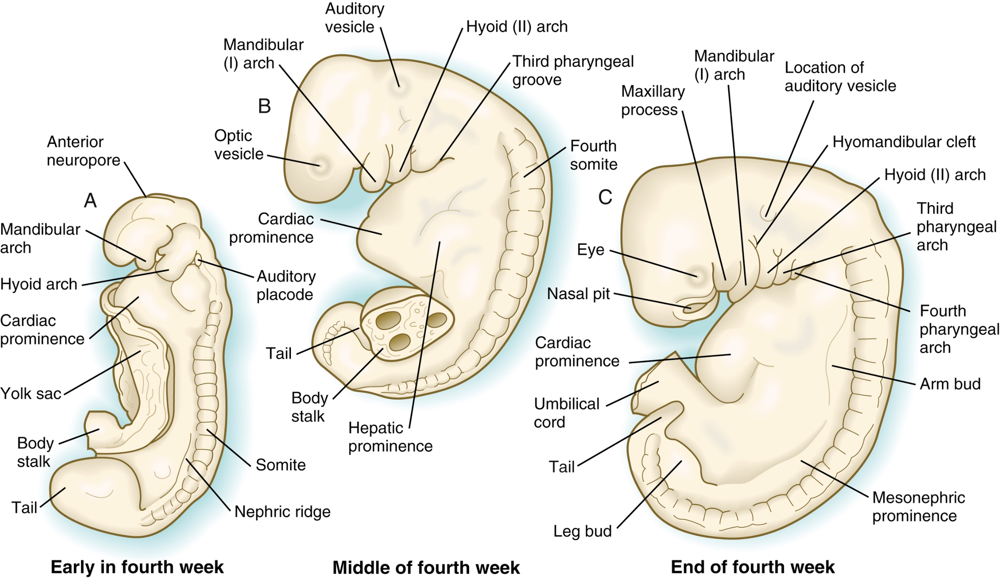 A
Anterior
neuropore
Mandibular
arch
Hyoid arch
Cardiac
prominence
Yolk sac
Body
stalk
Tail
Auditory
placode
Somite
Nephric ridge
Early in fourth week
B
Auditory
vesicle
Hyoid (II) arch
Mandibular
(I) arch
Third pharyngeal
groove
Optic
vesicle
Fourth
somite
Cardiac
prominence
Tail
Body
stalk
Hepatic
prominence
Middle of fourth week
C
Mandibular
(I) arch
Location of
auditory vesicle
Maxillary
process
Hyomandibular cleft
Hyoid (II) arch
Third
pharyngeal
arch
Eye
Nasal pit
Fourth
pharyngeal
arch
Cardiac
prominence
Arm bud
Umbilical
cord
Tail
Mesonephric
prominence
Leg bud
End of fourth week